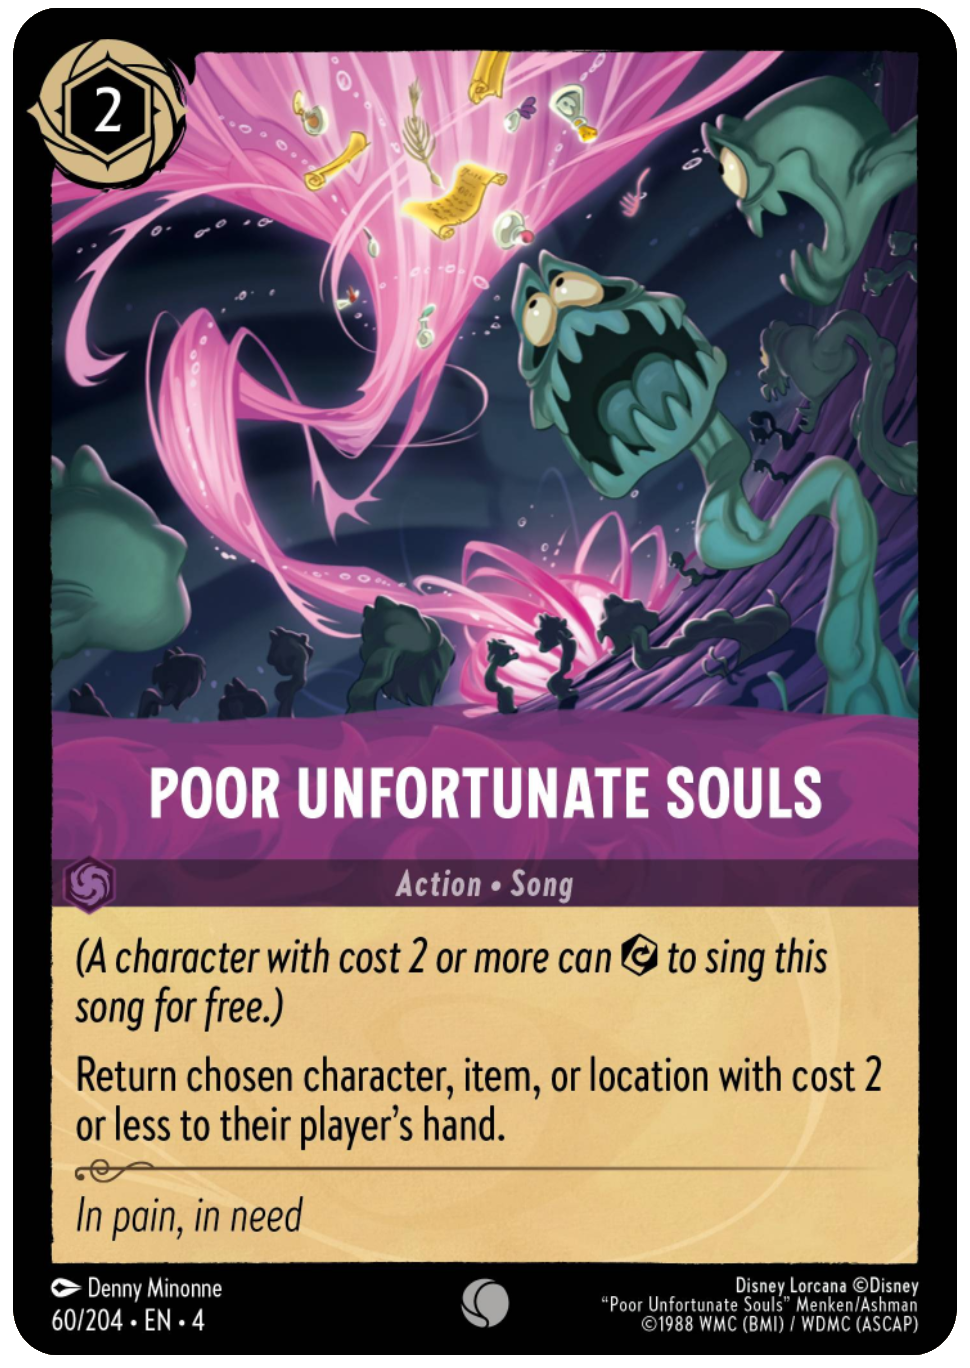 2
POOR UNFORTUNATE SOULS
Action • Song
(A character with cost 2 or more can to sing this
song for free.)
Return chosen character, item, or location with cost 2
or less to their player’s hand.
In pain, in need
Denny Minonne
60/204 • EN • 4
Disney Lorcana ©Disney
“Poor Unfortunate Souls” Menken/Ashman
©1988 WMC (BMI) / WDMC (ASCAP)